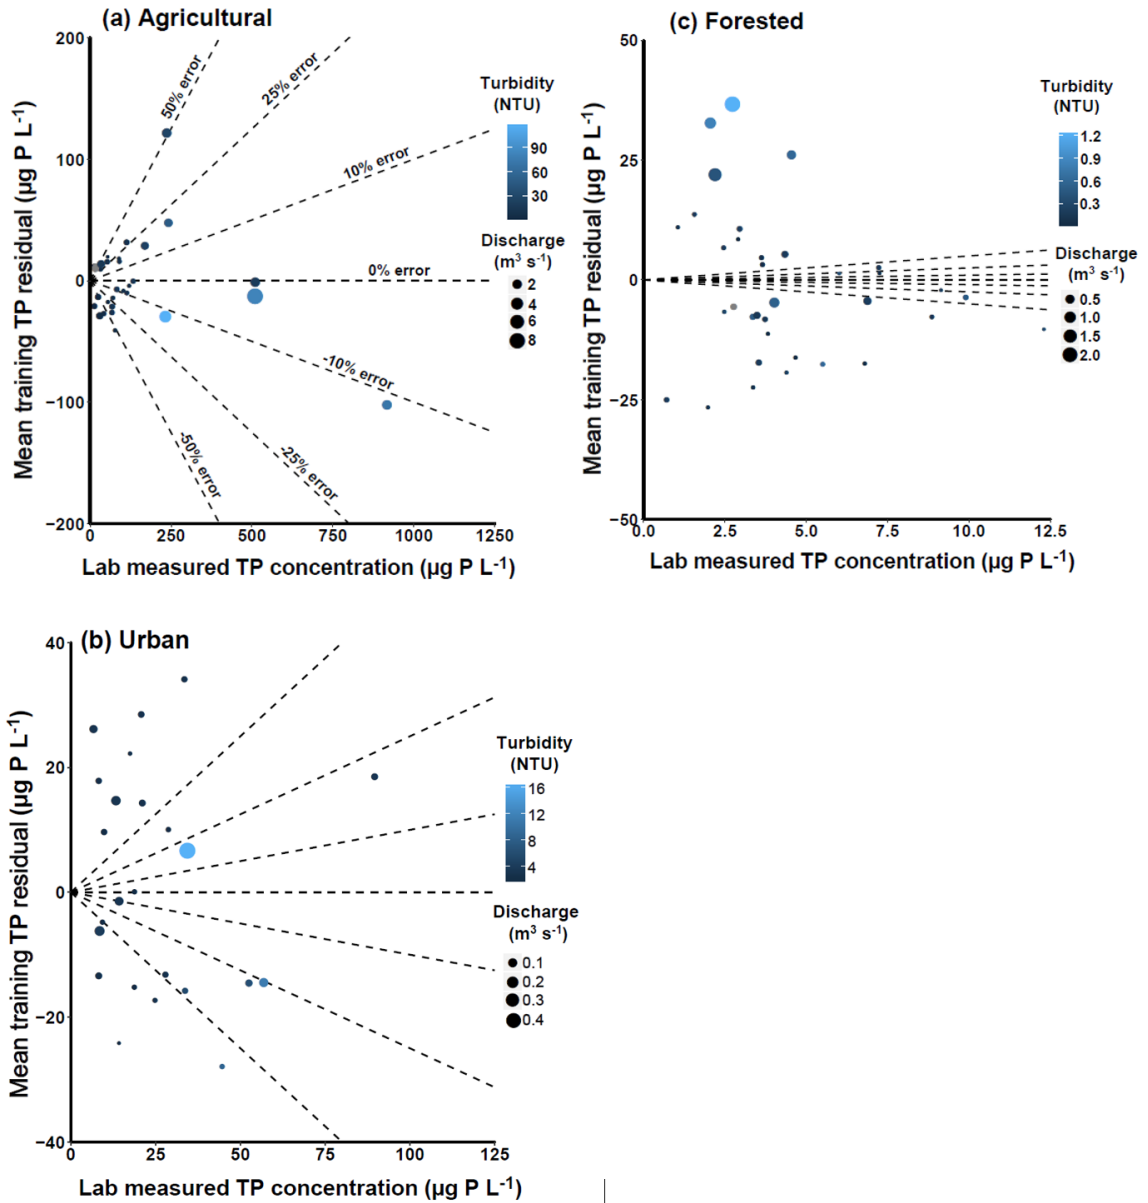 (a) Agricultural
Mean training TP residual (µg P L⁻¹)
200
100
0
−100
−200
50% error
25% error
10% error
0% error
-10% error
-25% error
-50% error
0
250
500
750
1000
1250
Lab measured TP concentration (µg P L⁻¹)
Turbidity
(NTU)
90
60
30
Discharge
(m³ s⁻¹)
2
4
6
8
(c) Forested
Mean training TP residual (µg P L⁻¹)
50
25
0
−25
−50
0.0
2.5
5.0
7.5
10.0
12.5
Lab measured TP concentration (µg P L⁻¹)
Turbidity
(NTU)
1.2
0.9
0.6
0.3
Discharge
(m³ s⁻¹)
0.5
1.0
1.5
2.0
(b) Urban
Mean training TP residual (µg P L⁻¹)
40
20
0
−20
−40
0
25
50
75
100
125
Lab measured TP concentration (µg P L⁻¹)
Turbidity
(NTU)
16
12
8
4
Discharge
(m³ s⁻¹)
0.1
0.2
0.3
0.4